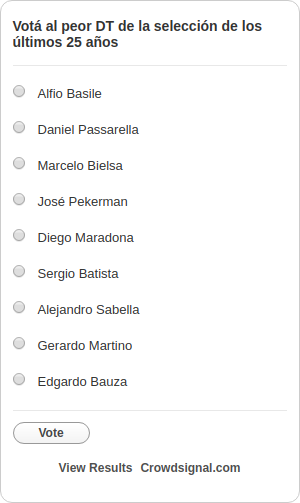 Votá al peor DT de la selección de los
últimos 25 años
Alfio Basile
Daniel Passarella
Marcelo Bielsa
José Pekerman
Diego Maradona
Sergio Batista
Alejandro Sabella
Gerardo Martino
Edgardo Bauza
Vote
View Results Crowdsignal.com